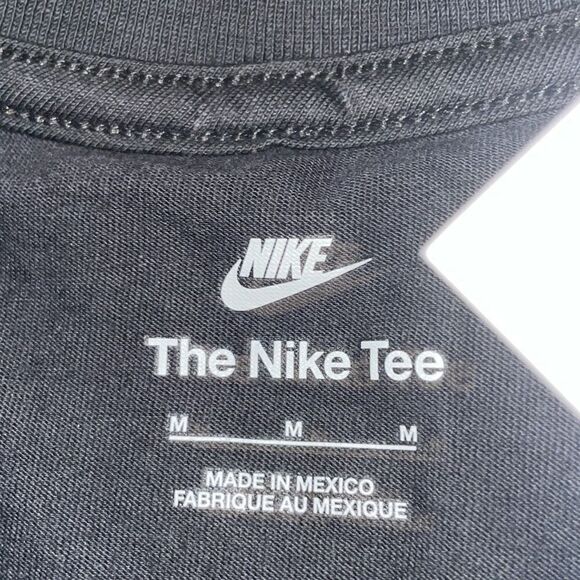 NIKE
The Nike Tee
M M M
MADE IN MEXICO
FABRIQUE AU MEXIQUE